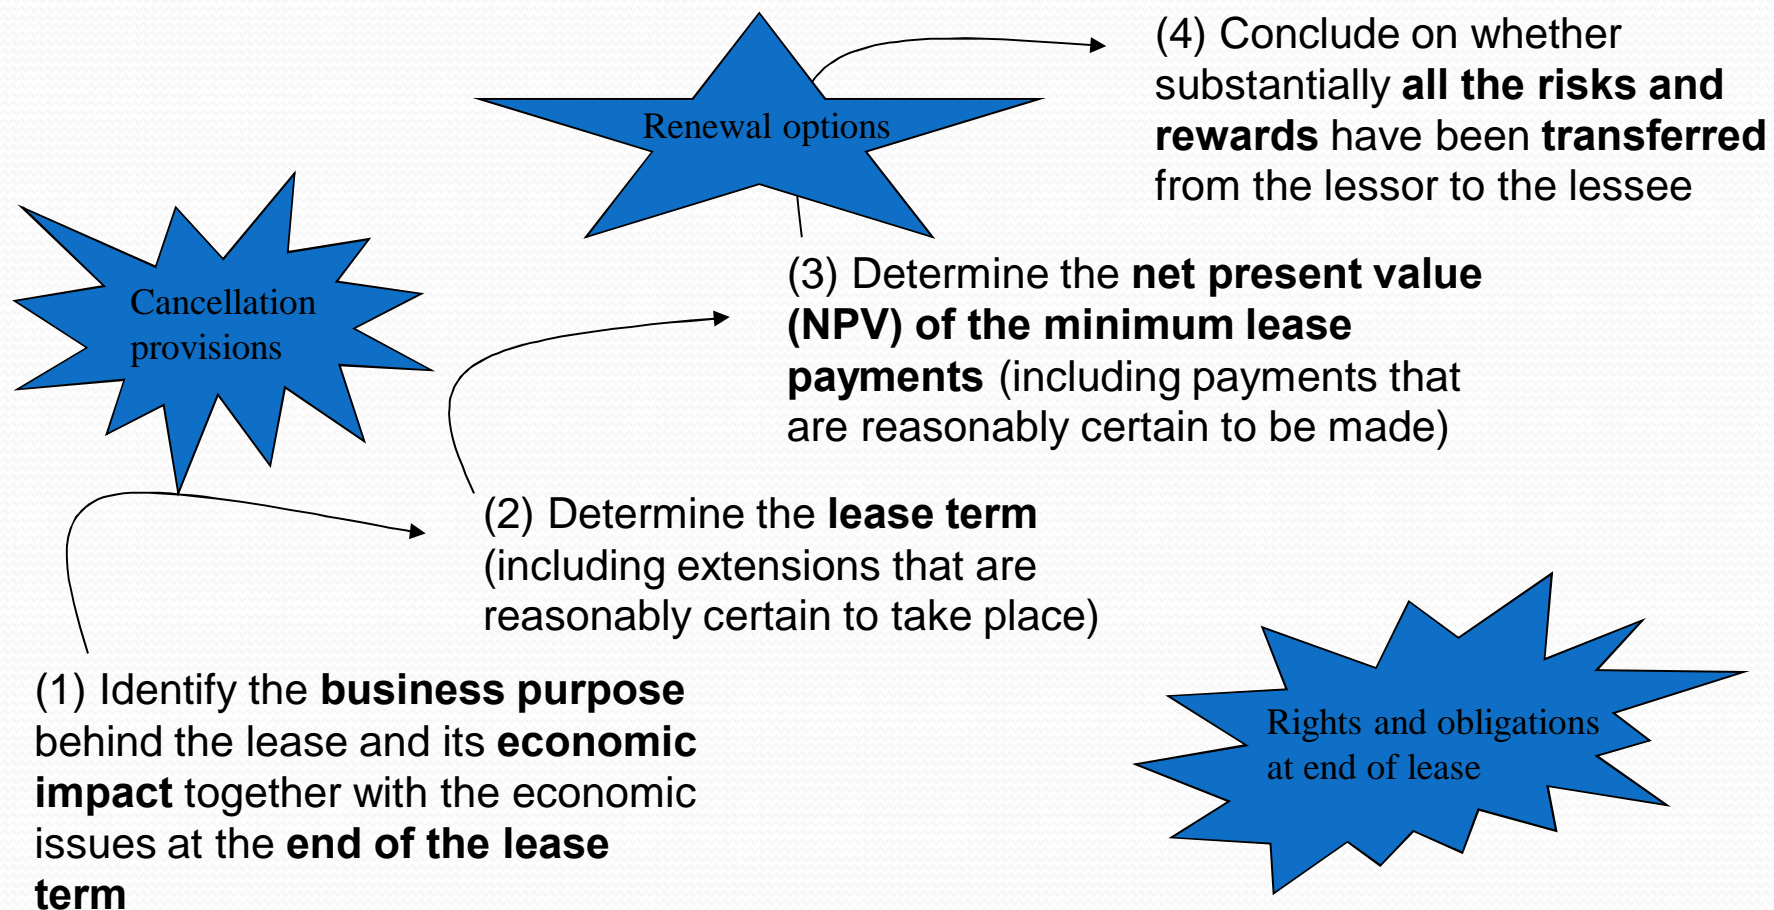 (4) Conclude on whether
substantially all the risks and
rewards have been transferred
from the lessor to the lessee
Renewal options
(3) Determine the net present value
(NPV) of the minimum lease
payments (including payments that
are reasonably certain to be made)
Cancellation
provisions
(2) Determine the lease term
(including extensions that are
reasonably certain to take place)
(1) Identify the business purpose
behind the lease and its economic
impact together with the economic
issues at the end of the lease
term
Rights and obligations
at end of lease